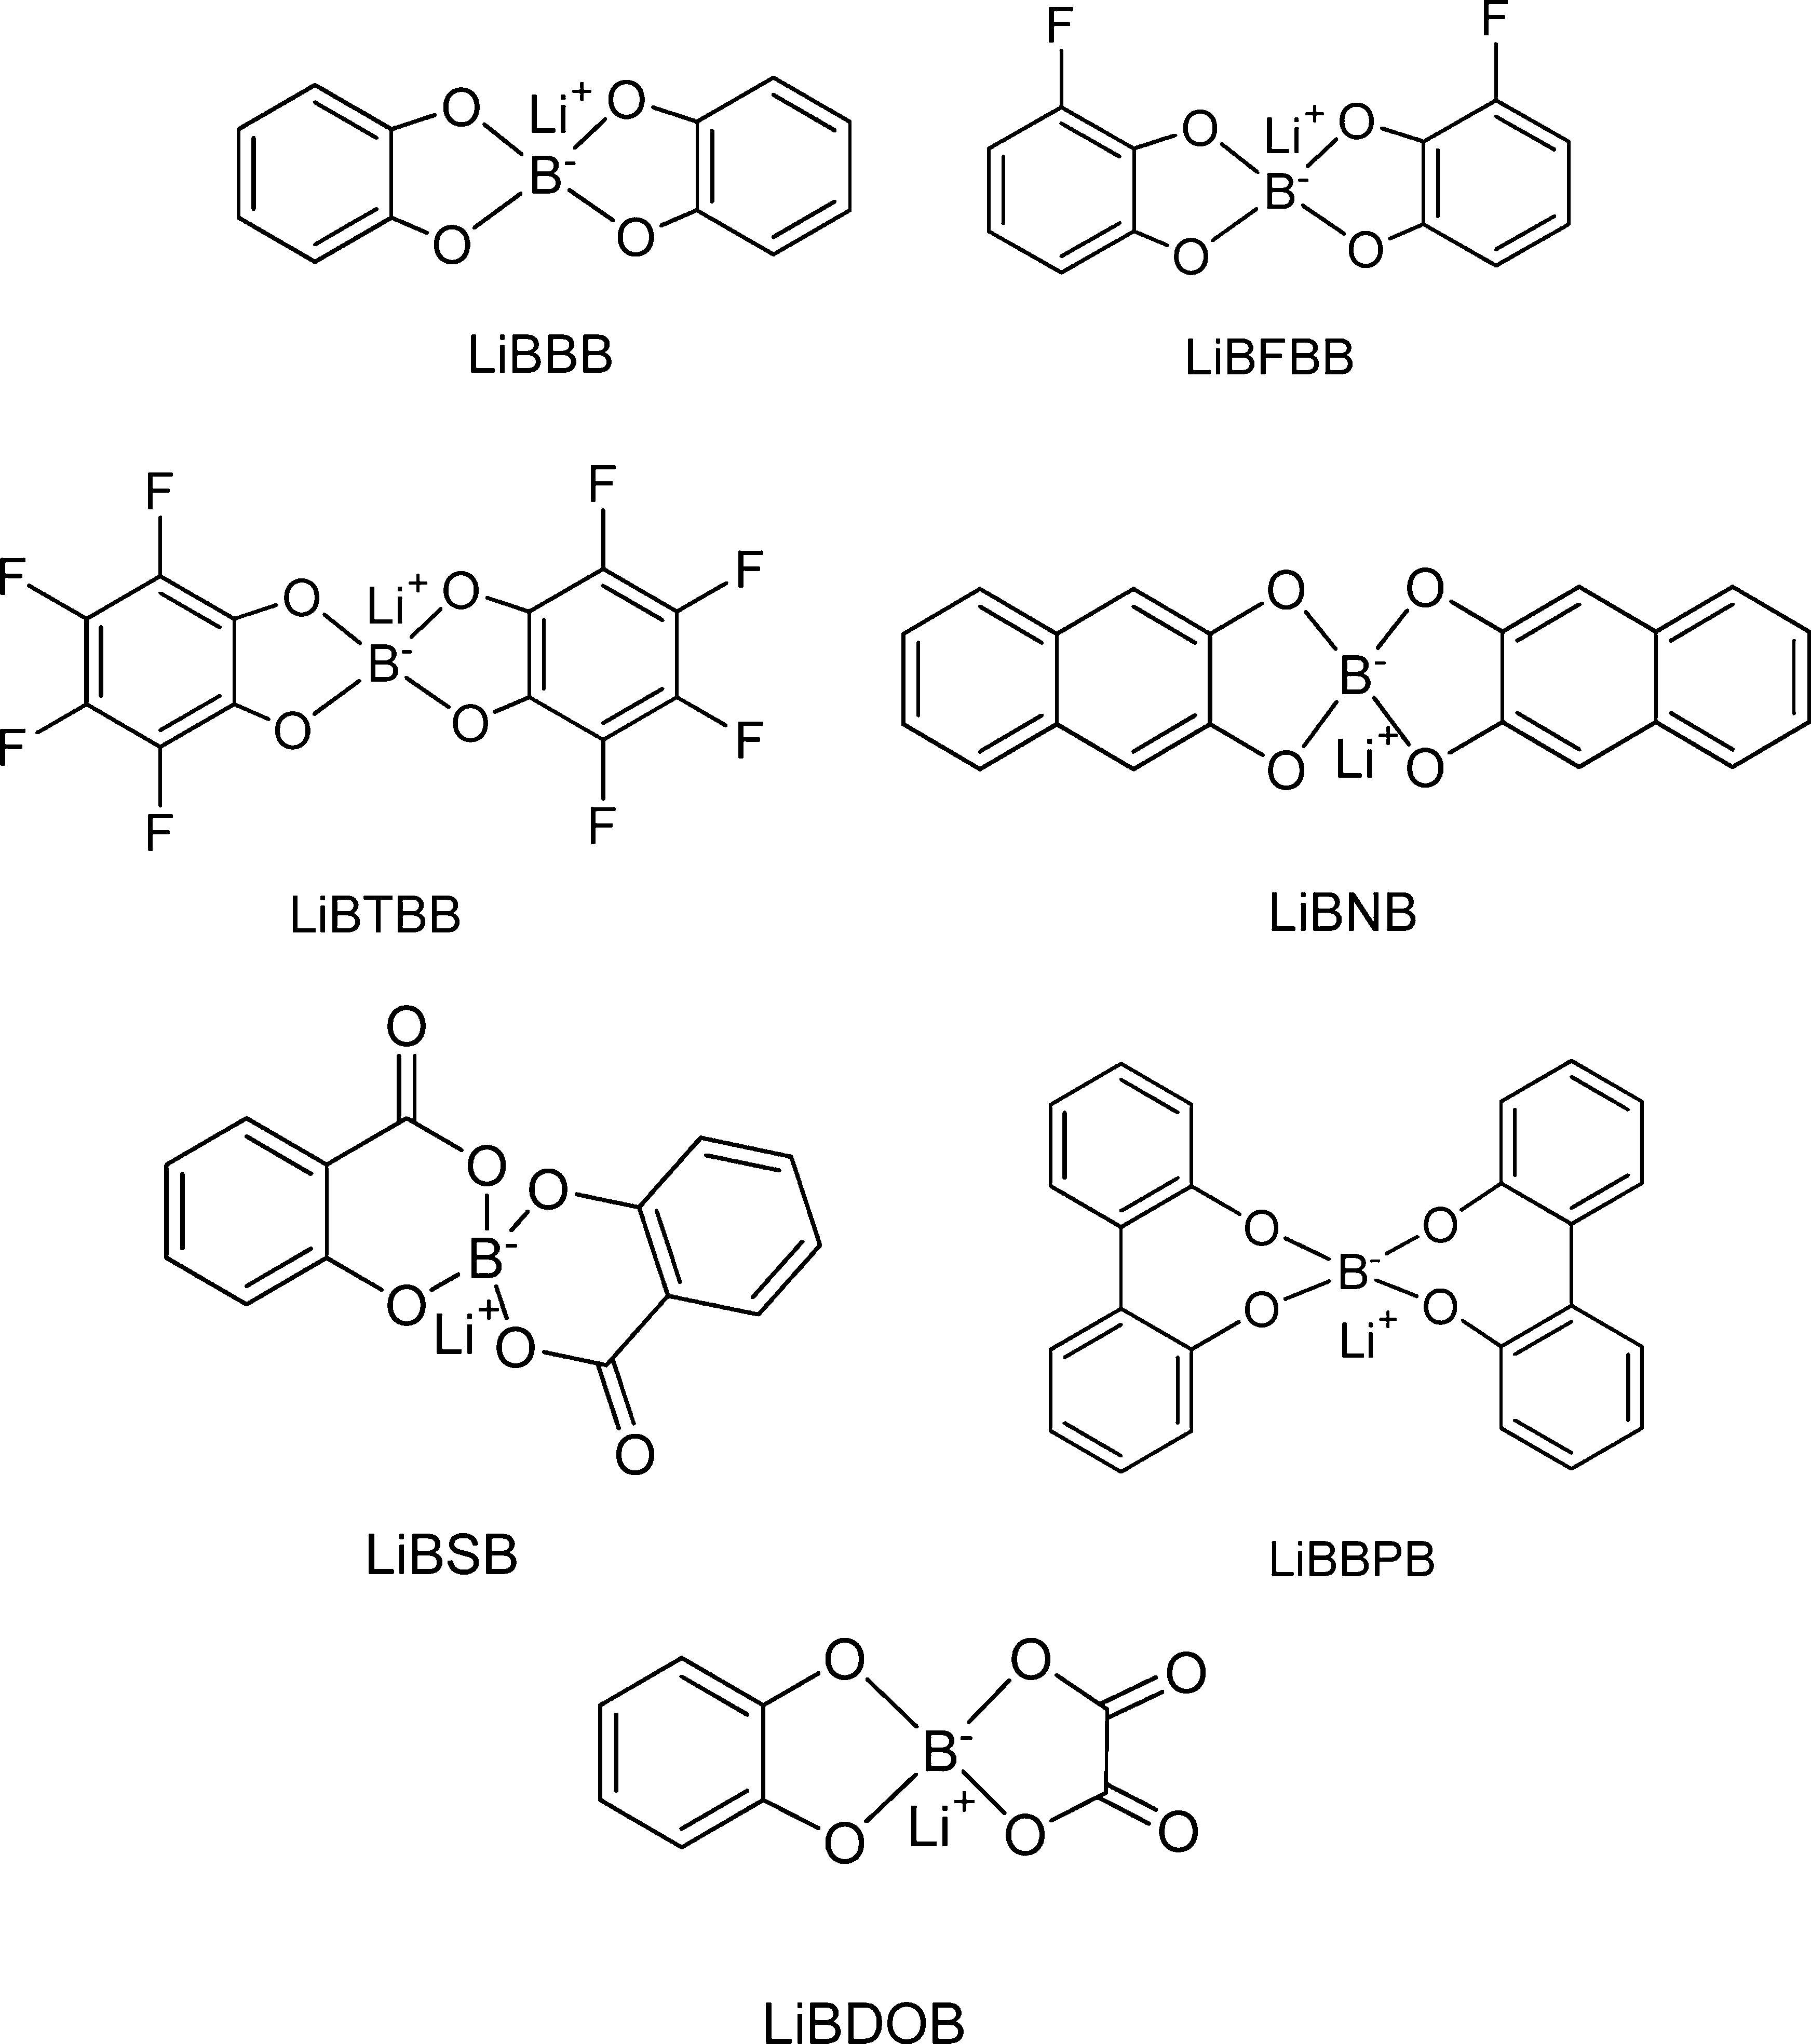 F F
Li+ O O
O B- O
O O
Li+ O O
B-
O O
LiBBB LiBFBB
F F
F F
Li+ O O
B-
O O
F F
F F
O O
B-
Li+
O O
LiBTBB LiBNB
O
O O
B-
O Li+
O
O
O O
B-
O Li+ O
LiBSB LiBBPB
O O O
B-
Li+
O O O
LiBDOB